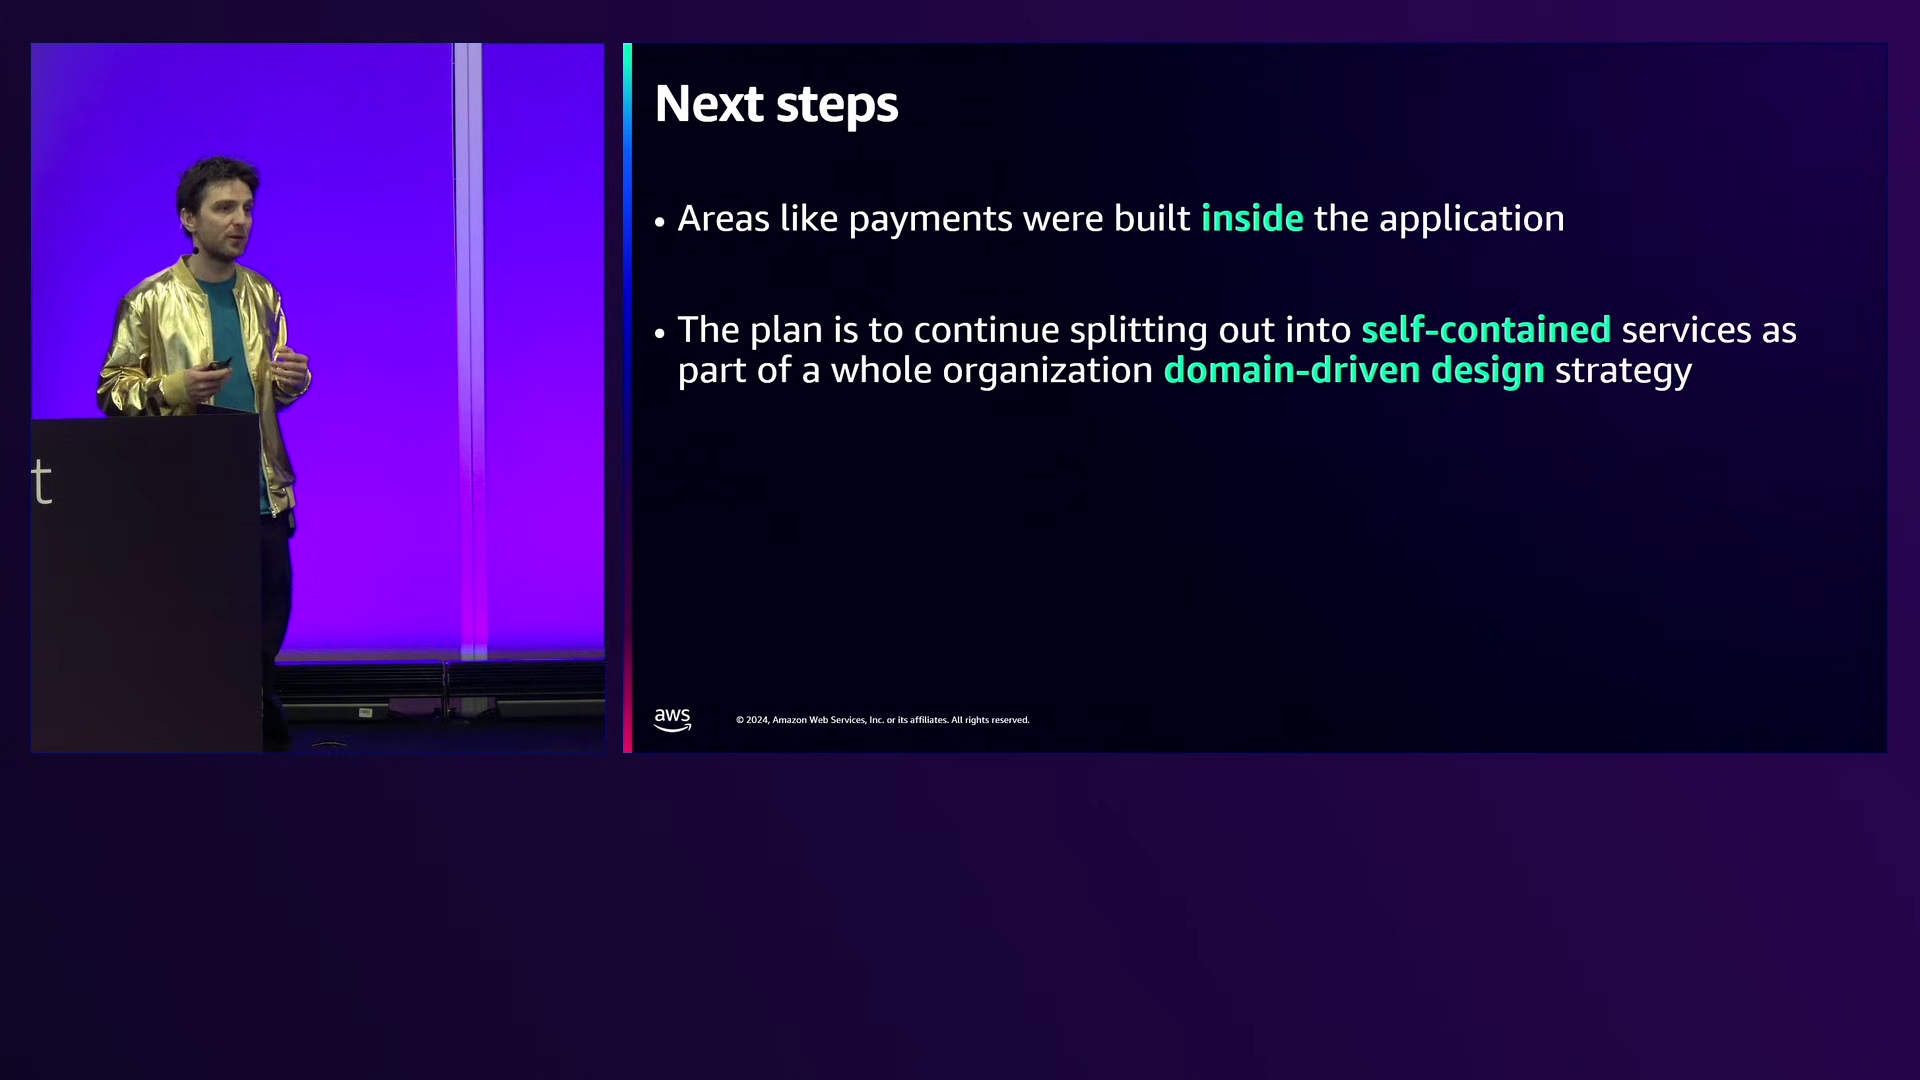 t
Next steps
• Areas like payments were built inside the application
• The plan is to continue splitting out into self-contained services as
part of a whole organization domain-driven design strategy
aws
© 2024, Amazon Web Services, Inc. or its affiliates. All rights reserved.